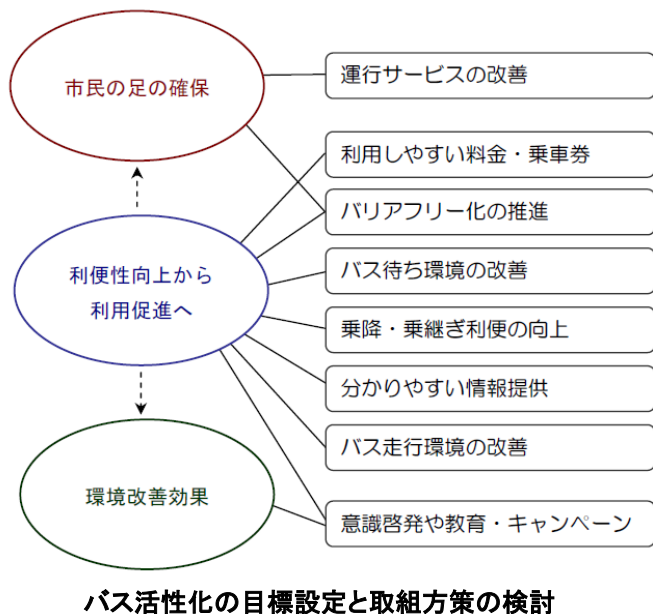 市民の足の確保
運行サービスの改善
利用しやすい料金・乗車券
バリアフリー化の推進
利便性向上から
利用促進へ
バス待ち環境の改善
乗降・乗継ぎ利便の向上
分かりやすい情報提供
バス走行環境の改善
環境改善効果
意識啓発や教育・キャンペーン
バス活性化の目標設定と取組方策の検討